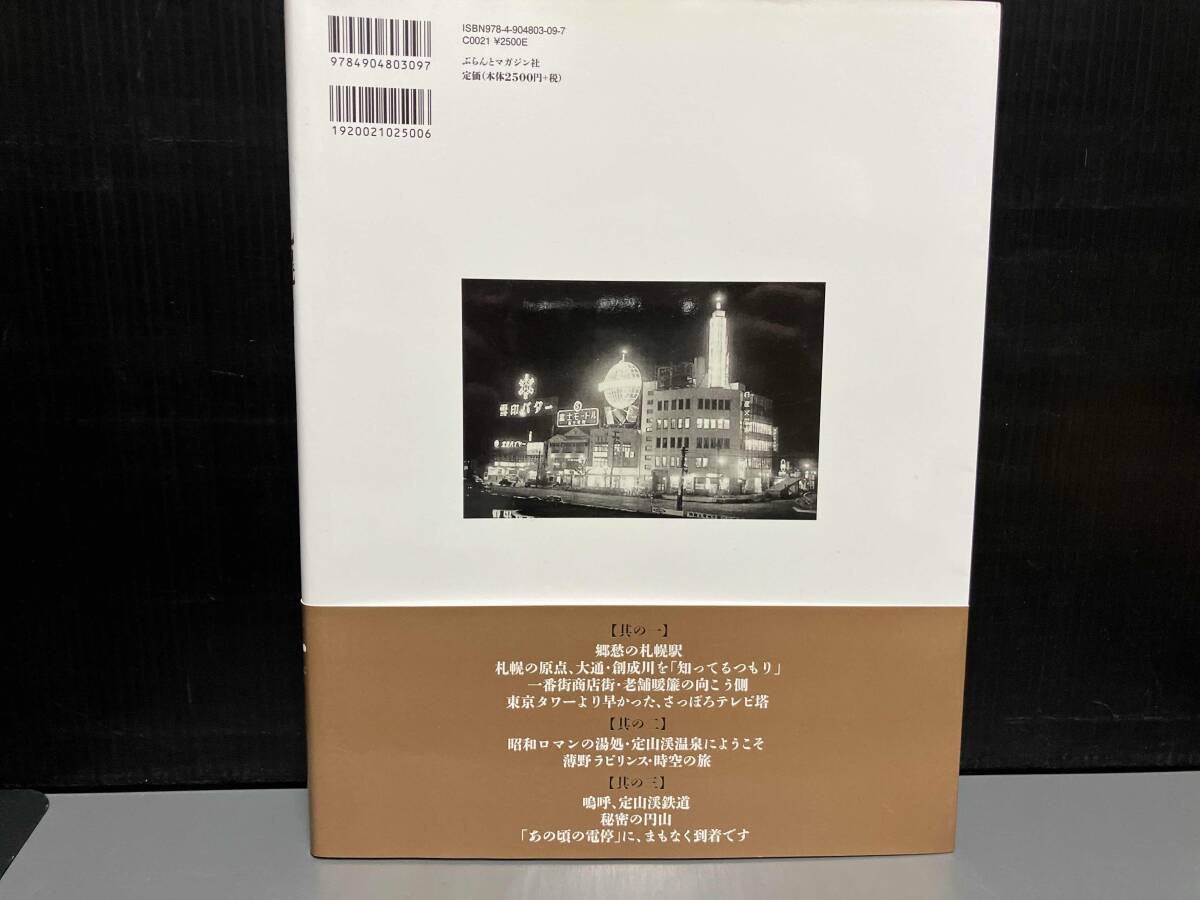 ISBN978-4-904803-09-7
C0021 ¥2500E
9784904803097
ぶらんとマガジン社
定価(本体2500円+税)
1920021025006
雪印バター
富士モートル
【其の一】
郷愁の札幌駅
札幌の原点、大通・創成川を「知ってるつもり」
一番街商店街・老舗暖簾の向こう側
東京タワーより早かった、さっぽろテレビ塔
【其の二】
昭和ロマンの湯処・定山渓温泉にようこそ
薄野ラビリンス・時空の旅
【其の三】
嗚呼、定山渓鉄道
秘密の円山
「あの頃の電停」に、まもなく到着です